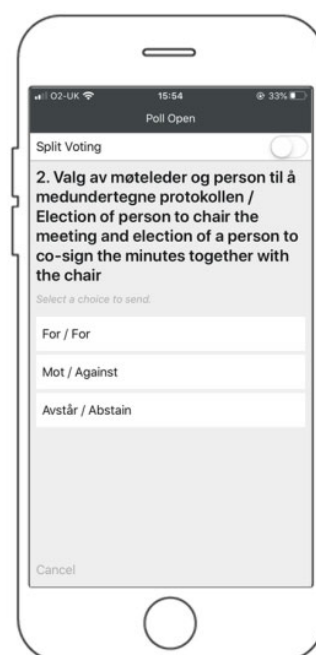 O2-UK 15:54 33%
Poll Open
Split Voting
2. Valg av møteleder og person til å
medundertegne protokollen /
Election of person to chair the
meeting and election of a person to
co-sign the minutes together with
the chair
Select a choice to send.
For / For
Mot / Against
Avstår / Abstain
Cancel